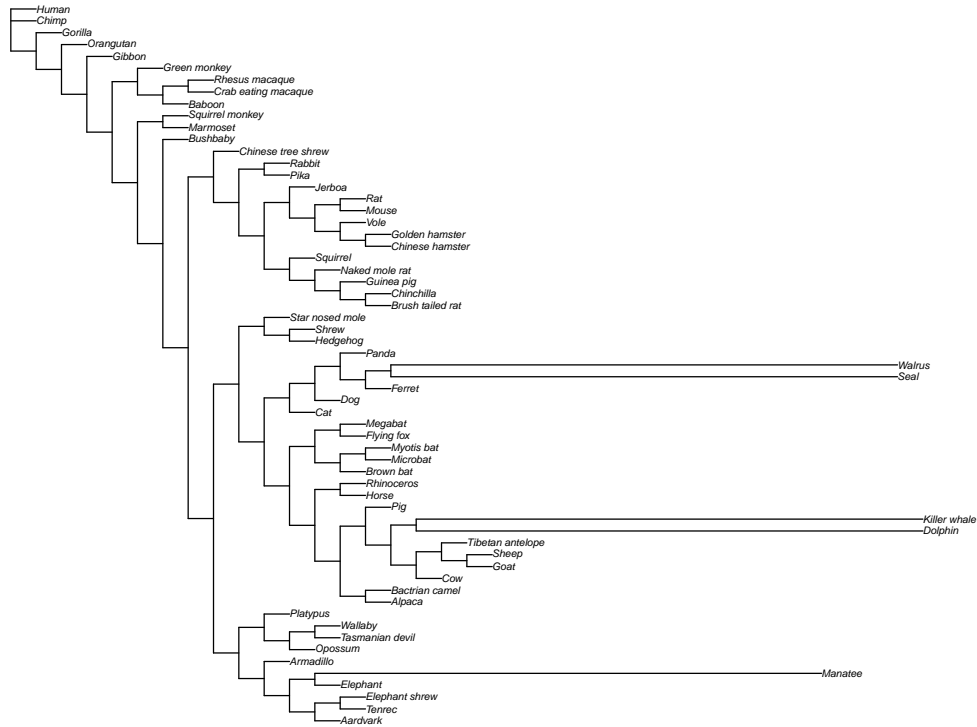 Human
Chimp
Gorilla
Orangutan
Gibbon
Green monkey
Rhesus macaque
Crab eating macaque
Baboon
Squirrel monkey
Marmoset
Bushbaby
Chinese tree shrew
Rabbit
Pika
Jerboa
Rat
Mouse
Vole
Golden hamster
Chinese hamster
Squirrel
Naked mole rat
Guinea pig
Chinchilla
Brush tailed rat
Star nosed mole
Shrew
Hedgehog
Panda
Walrus
Seal
Ferret
Dog
Cat
Megabat
Flying fox
Myotis bat
Microbat
Brown bat
Rhinoceros
Horse
Pig
Killer whale
Dolphin
Tibetan antelope
Sheep
Goat
Cow
Bactrian camel
Alpaca
Platypus
Wallaby
Tasmanian devil
Opossum
Armadillo
Manatee
Elephant
Elephant shrew
Tenrec
Aardvark